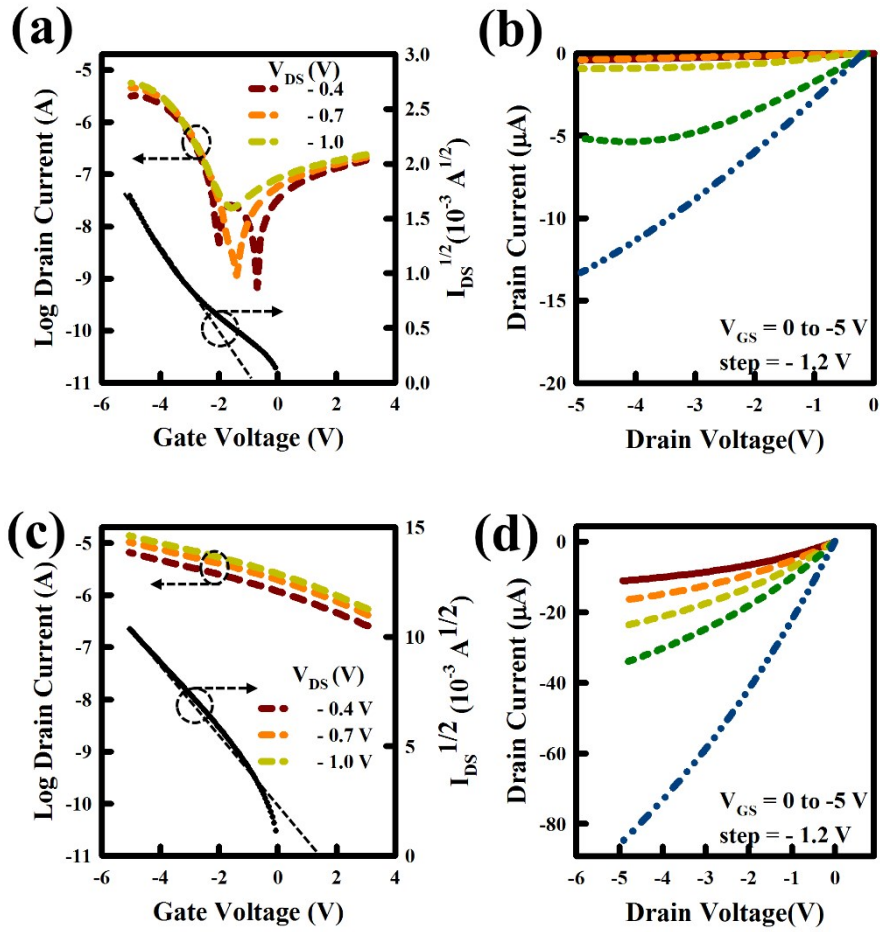 (a)
Log Drain Current (A)
-5
-6
-7
-8
-9
-10
-11
V_DS (V)
- 0.4
- 0.7
- 1.0
3.0
2.5
2.0
1.5
1.0
0.5
0.0
I_DS^1/2(10^-3 A^1/2)
-6 -4 -2 0 2 4
Gate Voltage (V)
(b)
Drain Current (µA)
0
-5
-10
-15
-20
V_GS = 0 to -5 V
step = - 1.2 V
-5 -4 -3 -2 -1 0
Drain Voltage(V)
(c)
Log Drain Current (A)
-5
-6
-7
-8
-9
-10
-11
V_DS (V)
- 0.4 V
- 0.7 V
- 1.0 V
15
10
5
0
I_DS^1/2 (10^-3 A^1/2)
-6 -4 -2 0 2 4
Gate Voltage (V)
(d)
Drain Current (µA)
0
-20
-40
-60
-80
V_GS = 0 to -5 V
step = - 1.2 V
-6 -5 -4 -3 -2 -1 0
Drain Voltage(V)